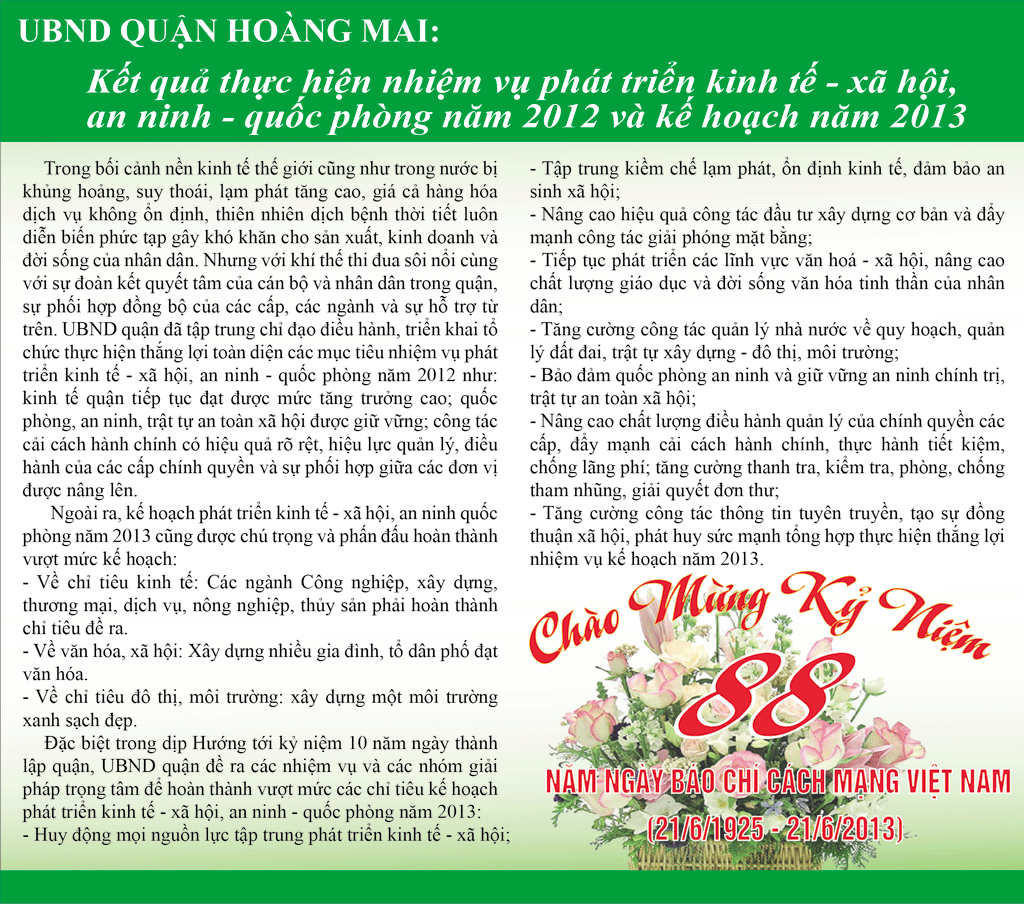 UBND QUẬN HOÀNG MAI:
Kết quả thực hiện nhiệm vụ phát triển kinh tế - xã hội,
an ninh - quốc phòng năm 2012 và kế hoạch năm 2013
Trong bối cảnh nền kinh tế thế giới cũng như trong nước bị
khủng hoảng, suy thoái, lạm phát tăng cao, giá cả hàng hóa
dịch vụ không ổn định, thiên nhiên dịch bệnh thời tiết luôn
diễn biến phức tạp gây khó khăn cho sản xuất, kinh doanh và
đời sống của nhân dân. Nhưng với khí thế thi đua sôi nổi cùng
với sự đoàn kết quyết tâm của cán bộ và nhân dân trong quận,
sự phối hợp đồng bộ của các cấp, các ngành và sự hỗ trợ từ
trên. UBND quận đã tập trung chỉ đạo điều hành, triển khai tổ
chức thực hiện thắng lợi toàn diện các mục tiêu nhiệm vụ phát
triển kinh tế - xã hội, an ninh - quốc phòng năm 2012 như:
kinh tế quận tiếp tục đạt được mức tăng trưởng cao; quốc
phòng, an ninh, trật tự an toàn xã hội được giữ vững; công tác
cải cách hành chính có hiệu quả rõ rệt, hiệu lực quản lý, điều
hành của các cấp chính quyền và sự phối hợp giữa các đơn vị
được nâng lên.
Ngoài ra, kế hoạch phát triển kinh tế - xã hội, an ninh quốc
phòng năm 2013 cũng được chú trọng và phấn đấu hoàn thành
vượt mức kế hoạch:
- Về chỉ tiêu kinh tế: Các ngành Công nghiệp, xây dựng,
thương mại, dịch vụ, nông nghiệp, thủy sản phải hoàn thành
chỉ tiêu đề ra.
- Về văn hóa, xã hội: Xây dựng nhiều gia đình, tổ dân phố đạt
văn hóa.
- Về chỉ tiêu đô thị, môi trường: xây dựng một môi trường
xanh sạch đẹp.
Đặc biệt trong dịp Hướng tới kỷ niệm 10 năm ngày thành
lập quận, UBND quận đề ra các nhiệm vụ và các nhóm giải
pháp trọng tâm để hoàn thành vượt mức các chỉ tiêu kế hoạch
phát triển kinh tế - xã hội, an ninh - quốc phòng năm 2013:
- Huy động mọi nguồn lực tập trung phát triển kinh tế - xã hội;
- Tập trung kiềm chế lạm phát, ổn định kinh tế, đảm bảo an
sinh xã hội;
- Nâng cao hiệu quả công tác đầu tư xây dựng cơ bản và đẩy
mạnh công tác giải phóng mặt bằng;
- Tiếp tục phát triển các lĩnh vực văn hoá - xã hội, nâng cao
chất lượng giáo dục và đời sống văn hóa tinh thần của nhân
dân;
- Tăng cường công tác quản lý nhà nước về quy hoạch, quản
lý đất đai, trật tự xây dựng - đô thị, môi trường;
- Bảo đảm quốc phòng an ninh và giữ vững an ninh chính trị,
trật tự an toàn xã hội;
- Nâng cao chất lượng điều hành quản lý của chính quyền các
cấp, đẩy mạnh cải cách hành chính, thực hành tiết kiệm,
chống lãng phí; tăng cường thanh tra, kiểm tra, phòng, chống
tham nhũng, giải quyết đơn thư;
- Tăng cường công tác thông tin tuyên truyền, tạo sự đồng
thuận xã hội, phát huy sức mạnh tổng hợp thực hiện thắng lợi
nhiệm vụ kế hoạch năm 2013.
Chào Mừng Kỷ Niệm
88
NĂM NGÀY BÁO CHÍ CÁCH MẠNG VIỆT NAM
(21/6/1925 - 21/6/2013)